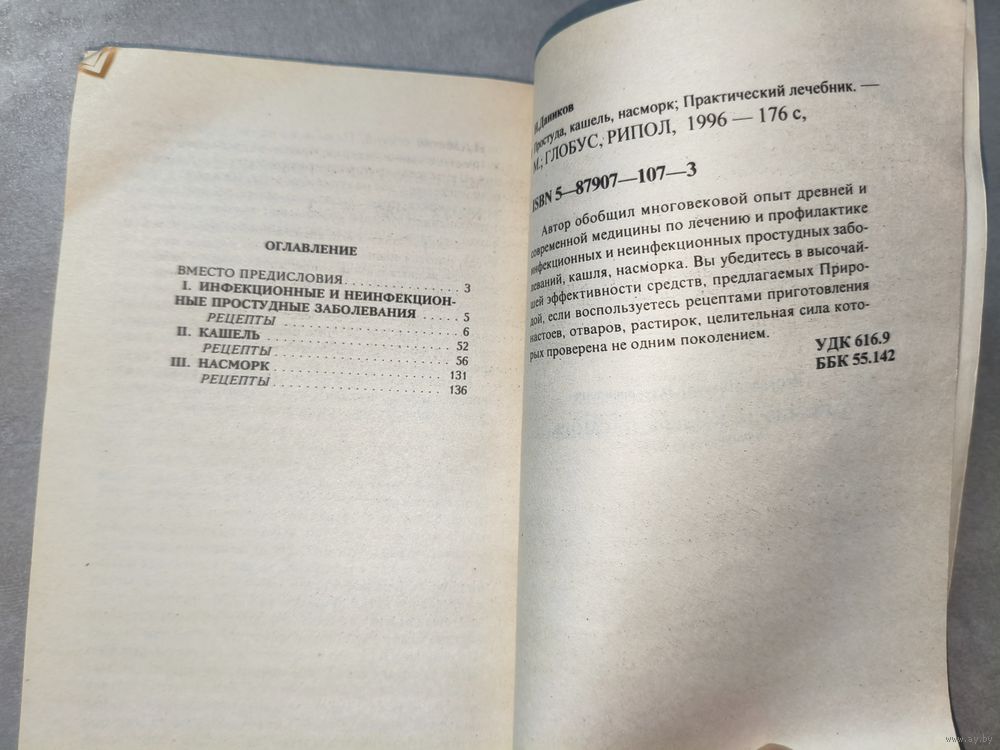 ОГЛАВЛЕНИЕ
ВМЕСТО ПРЕДИСЛОВИЯ . . . . . . . . . . . . . . . . 3
I. ИНФЕКЦИОННЫЕ И НЕИНФЕКЦИОН-
НЫЕ ПРОСТУДНЫЕ ЗАБОЛЕВАНИЯ . . . . . 5
РЕЦЕПТЫ . . . . . . . . . . . . . . . . . . . . . . . 6
II. КАШЕЛЬ . . . . . . . . . . . . . . . . . . . . . . . . 52
РЕЦЕПТЫ . . . . . . . . . . . . . . . . . . . . . . . 56
III. НАСМОРК . . . . . . . . . . . . . . . . . . . . . . 131
РЕЦЕПТЫ . . . . . . . . . . . . . . . . . . . . . . . 136
Н.Даников
Простуда, кашель, насморк; Практический лечебник. —
М.; ГЛОБУС, РИПОЛ, 1996 — 176 с,
ISBN 5—87907—107—3
Автор обобщил многовековой опыт древней и
современной медицины по лечению и профилактике
инфекционных и неинфекционных простудных забо-
леваний, кашля, насморка. Вы убедитесь в высочай-
шей эффективности средств, предлагаемых Приро-
дой, если воспользуетесь рецептами приготовления
настоев, отваров, растирок, целительная сила кото-
рых проверена не одним поколением.
УДК 616.9
ББК 55.142
www.ay.by